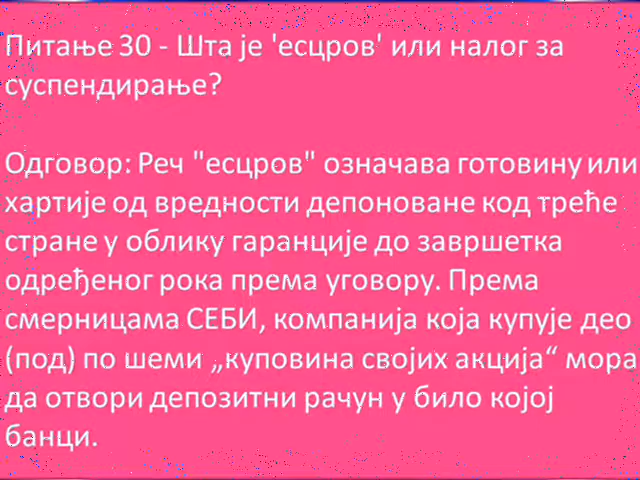 Питање 30 - Шта је 'есцров' или налог за
суспендирање?
Одговор: Реч "есцров" означава готовину или
хартије од вредности депоноване код треће
стране у облику гаранције до завршетка
одређеног рока према уговору. Према
смерницама СЕБИ, компанија која купује део
(под) по шеми „куповина својих акција“ мора
да отвори депозитни рачун у било којој
банци.